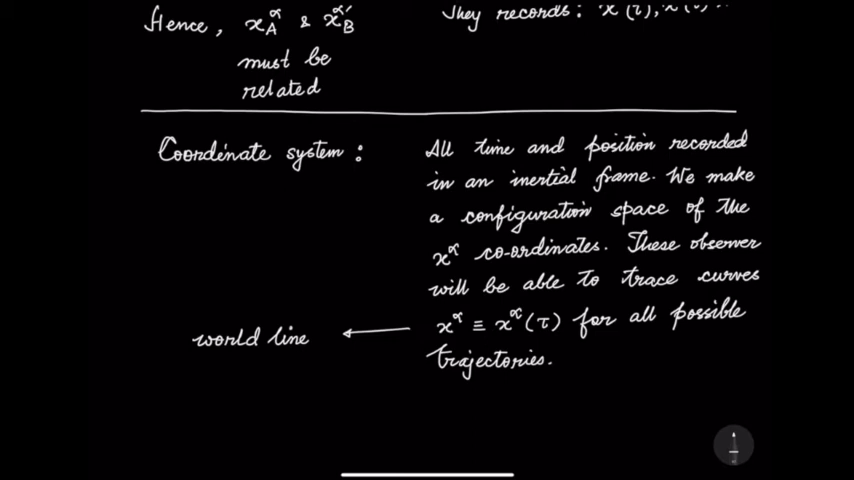 Hence, x_A^α & x_B^α′
must be
related
They records: x(τ), x(τ)
Coordinate system:
All time and position recorded
in an inertial frame. We make
a configuration space of the
x^α co-ordinates. These observer
will be able to trace curves
x^α ≡ x^α(τ) for all possible
trajectories.
world line ←